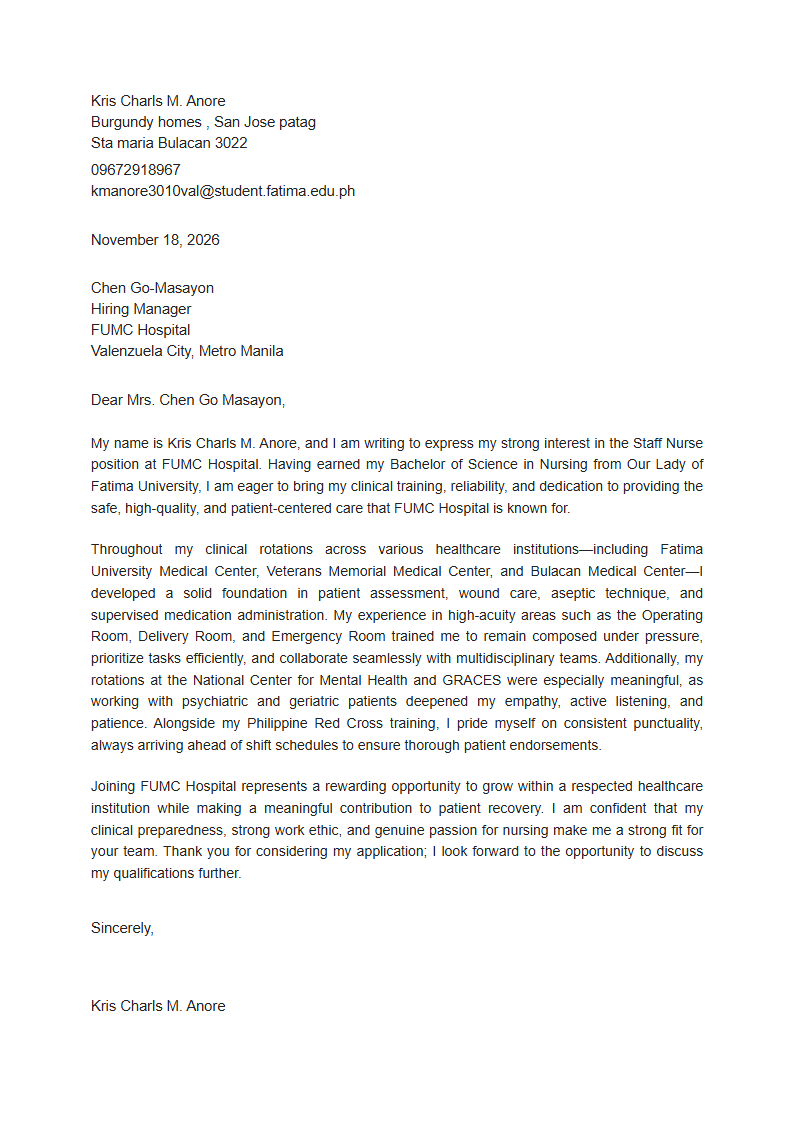 Kris Charls M. Anore
Burgundy homes , San Jose patag
Sta maria Bulacan 3022
09672918967
kmanore3010val@student.fatima.edu.ph
November 18, 2026
Chen Go-Masayon
Hiring Manager
FUMC Hospital
Valenzuela City, Metro Manila
Dear Mrs. Chen Go Masayon,
My name is Kris Charls M. Anore, and I am writing to express my strong interest in the Staff Nurse
position at FUMC Hospital. Having earned my Bachelor of Science in Nursing from Our Lady of
Fatima University, I am eager to bring my clinical training, reliability, and dedication to providing the
safe, high-quality, and patient-centered care that FUMC Hospital is known for.
Throughout my clinical rotations across various healthcare institutions—including Fatima
University Medical Center, Veterans Memorial Medical Center, and Bulacan Medical Center—I
developed a solid foundation in patient assessment, wound care, aseptic technique, and
supervised medication administration. My experience in high-acuity areas such as the Operating
Room, Delivery Room, and Emergency Room trained me to remain composed under pressure,
prioritize tasks efficiently, and collaborate seamlessly with multidisciplinary teams. Additionally, my
rotations at the National Center for Mental Health and GRACES were especially meaningful, as
working with psychiatric and geriatric patients deepened my empathy, active listening, and
patience. Alongside my Philippine Red Cross training, I pride myself on consistent punctuality,
always arriving ahead of shift schedules to ensure thorough patient endorsements.
Joining FUMC Hospital represents a rewarding opportunity to grow within a respected healthcare
institution while making a meaningful contribution to patient recovery. I am confident that my
clinical preparedness, strong work ethic, and genuine passion for nursing make me a strong fit for
your team. Thank you for considering my application; I look forward to the opportunity to discuss
my qualifications further.
Sincerely,
Kris Charls M. Anore